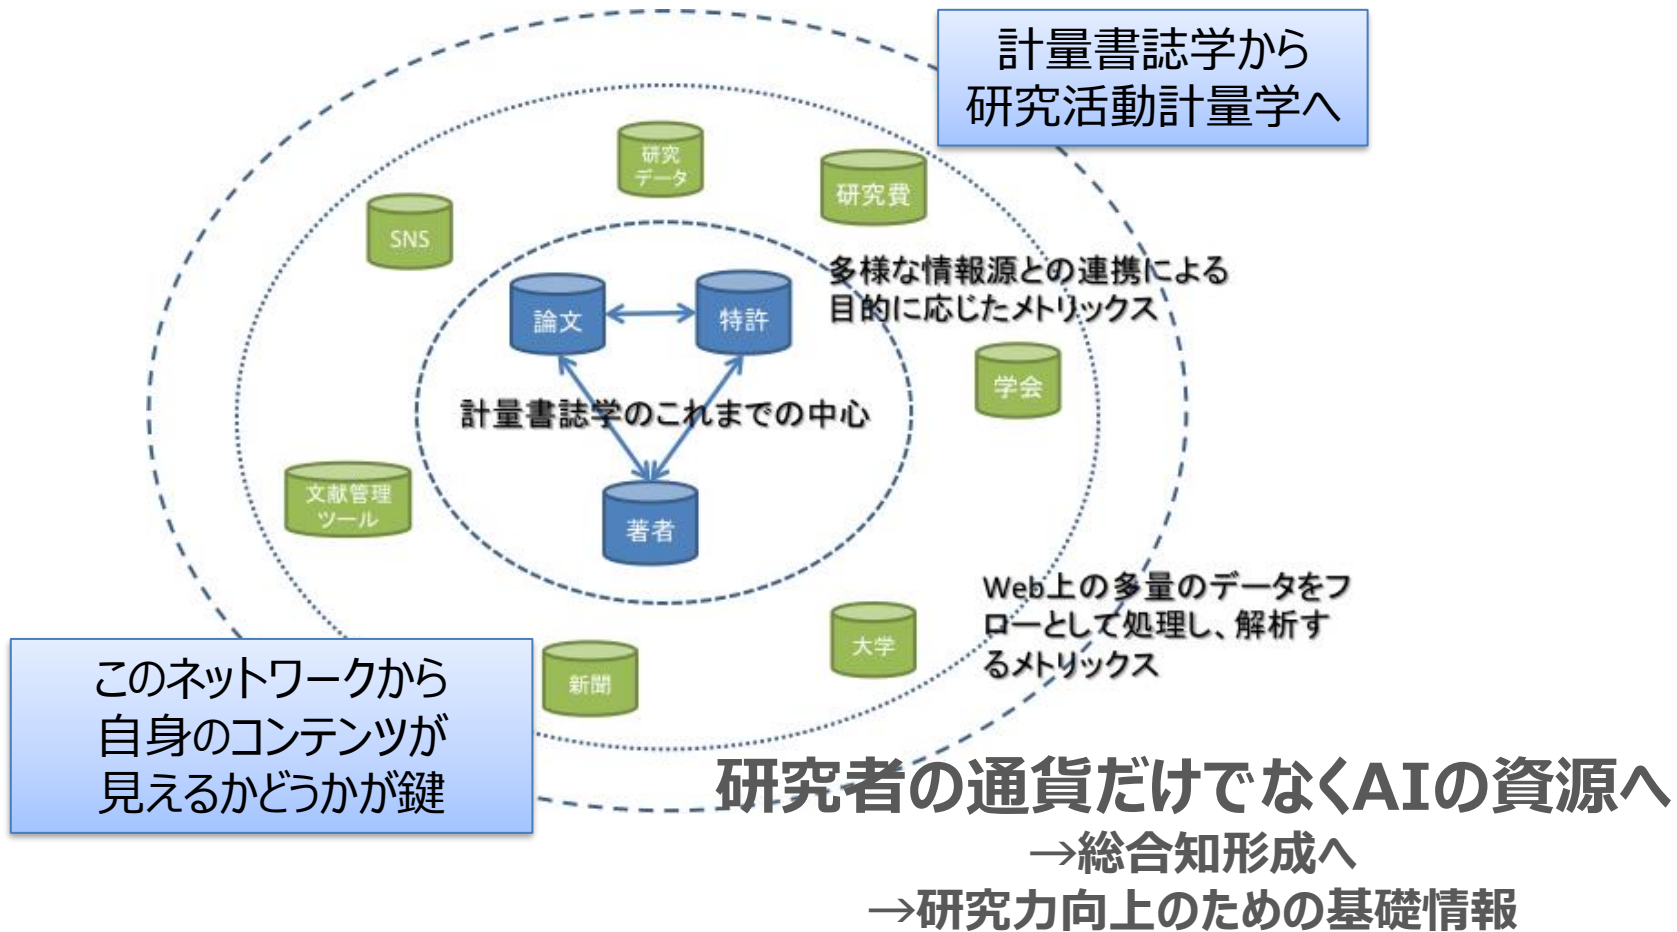 計量書誌学から
研究活動計量学へ
研究
データ
研究費
SNS
多様な情報源との連携による
目的に応じたメトリックス
論文
特許
学会
計量書誌学のこれまでの中心
文献管理
ツール
著者
Web上の多量のデータをフ
ローとして処理し、解析す
るメトリックス
大学
新聞
このネットワークから
自身のコンテンツが
見えるかどうかが鍵
研究者の通貨だけでなくAIの資源へ
→総合知形成へ
→研究力向上のための基礎情報